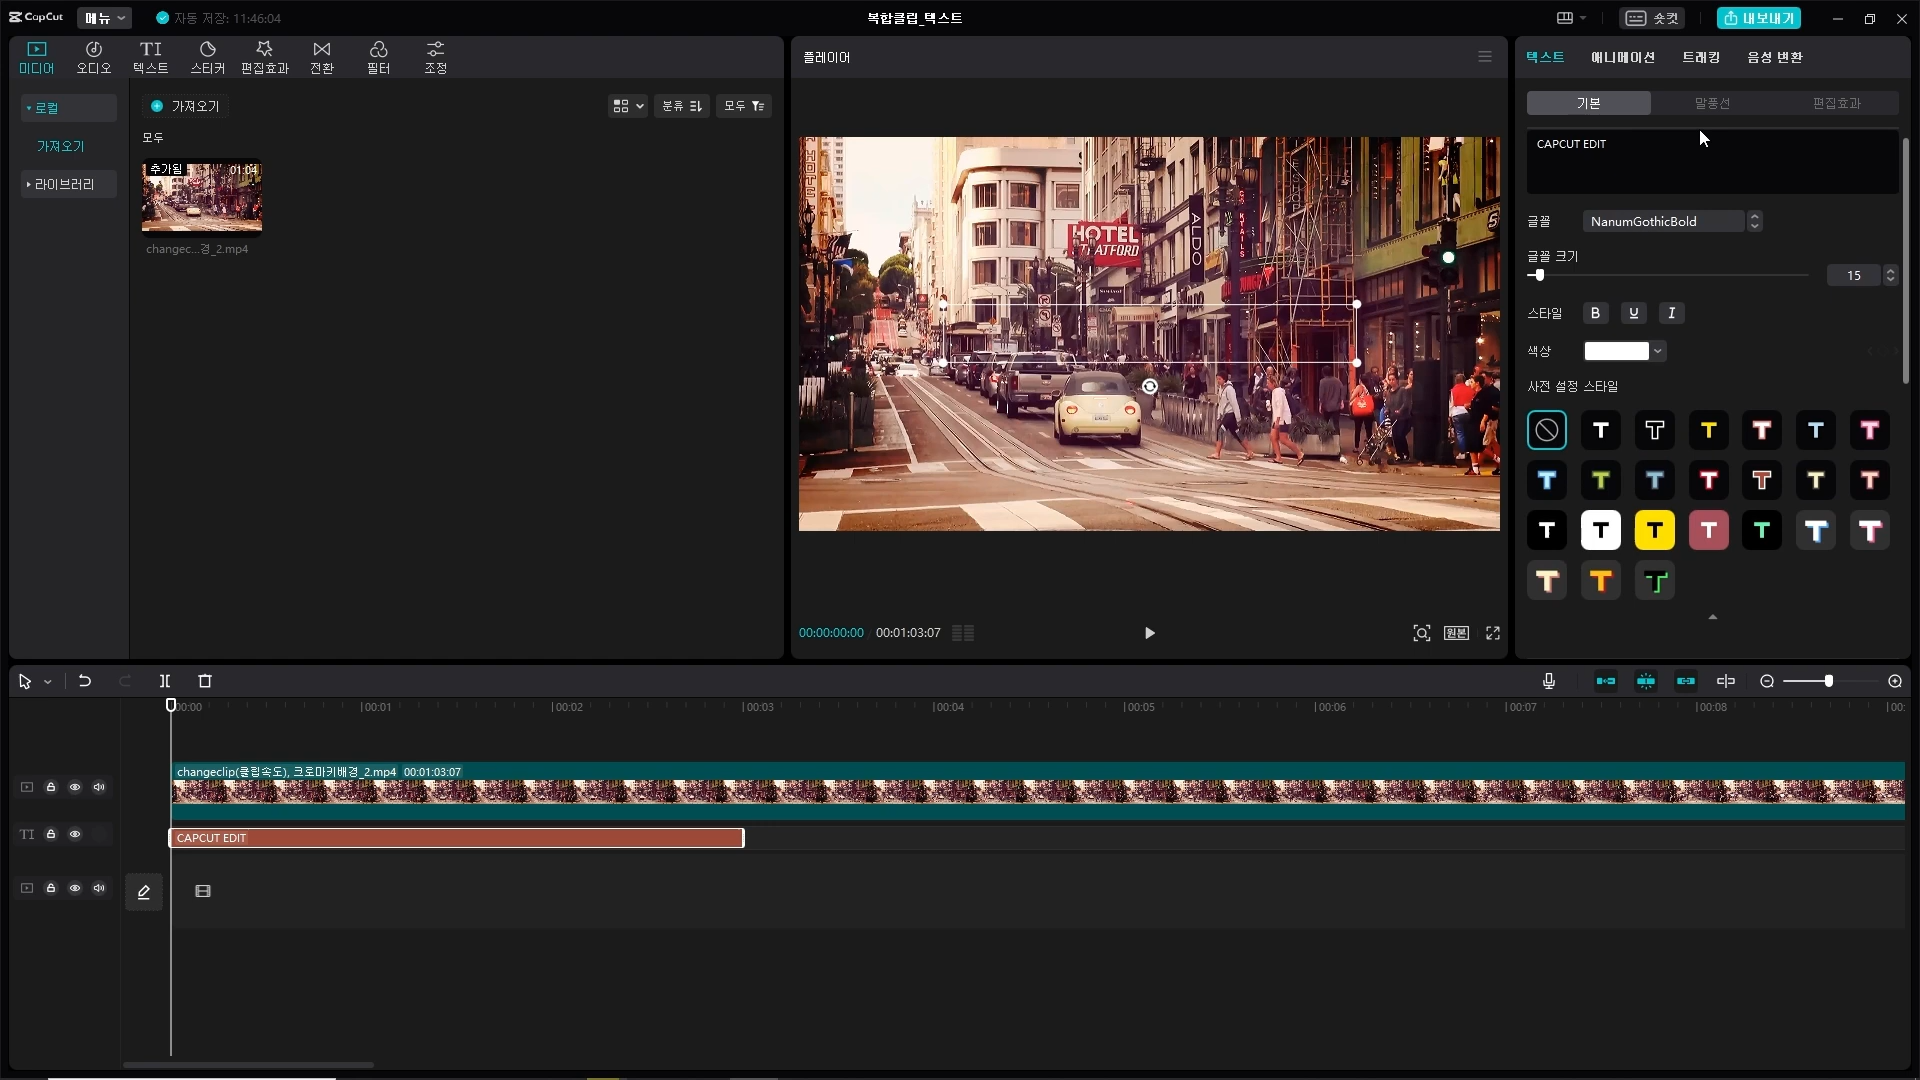 CapCut
메뉴
자동 저장: 11:46:04
복합클립_텍스트
숏컷
내보내기
미디어
오디오
텍스트
스티커
편집효과
전환
필터
조정
로컬
가져오기
라이브러리
가져오기
분류
모두
모두
추가됨
01:04
changec...경_2.mp4
플레이어
HOTEL
STRATFORD
ALDO
00:00:00:00
00:01:03:07
원본
텍스트
애니메이션
트래킹
음성 변환
기본
말풍선
편집효과
CAPCUT EDIT
글꼴
NanumGothicBold
글꼴 크기
15
스타일
B
U
I
색상
사전 설정 스타일
T T T T T T
T T T T T T T
T T T T T T T
T T T
00:00
00:01
00:02
00:03
00:04
00:05
00:06
00:07
00:08
00:
changeclip(클립속도), 크로마키배경_2.mp4 00:01:03:07
TI
CAPCUT EDIT